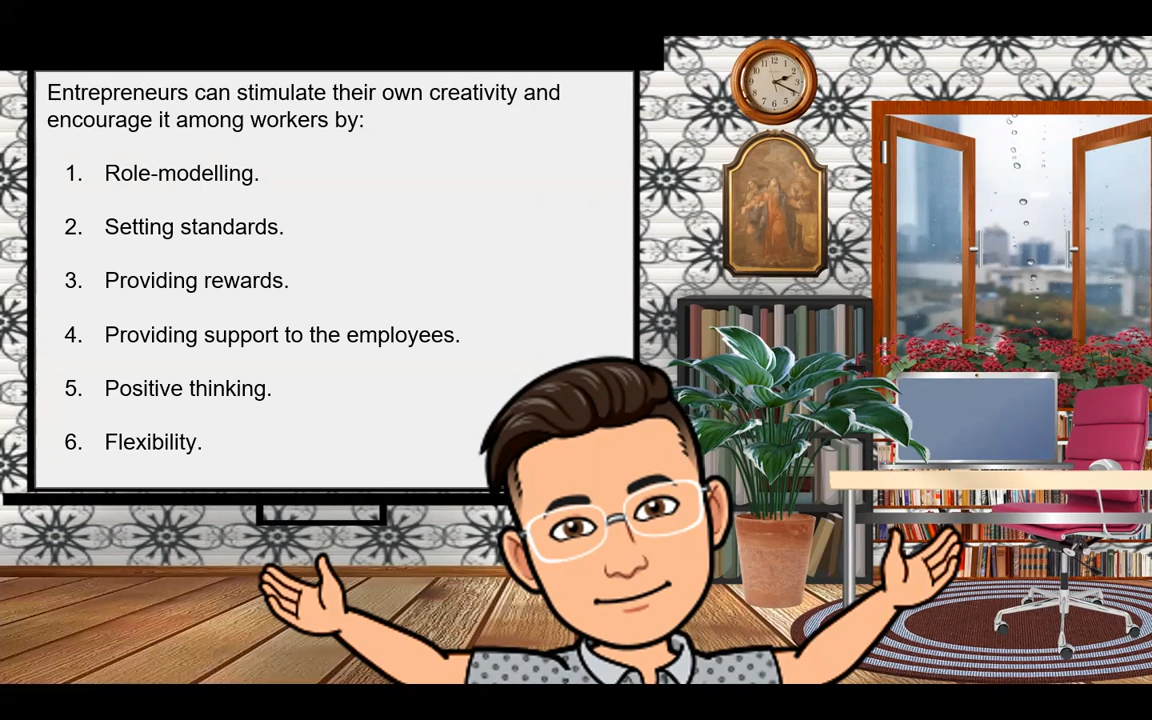 Entrepreneurs can stimulate their own creativity and
encourage it among workers by:
1. Role-modelling.
2. Setting standards.
3. Providing rewards.
4. Providing support to the employees.
5. Positive thinking.
6. Flexibility.